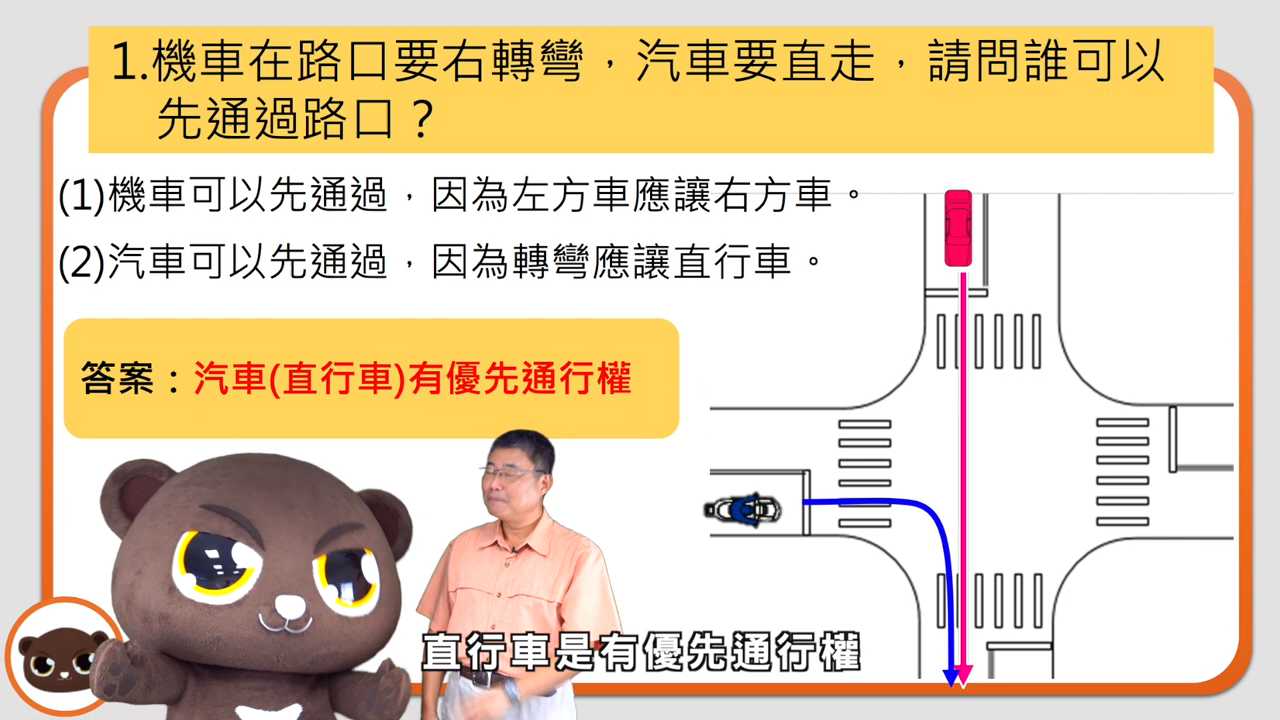 1.機車在路口要右轉彎，汽車要直走，請問誰可以
先通過路口？
(1)機車可以先通過，因為左方車應讓右方車。
(2)汽車可以先通過，因為轉彎應讓直行車。
答案：汽車(直行車)有優先通行權
直行車是有優先通行權